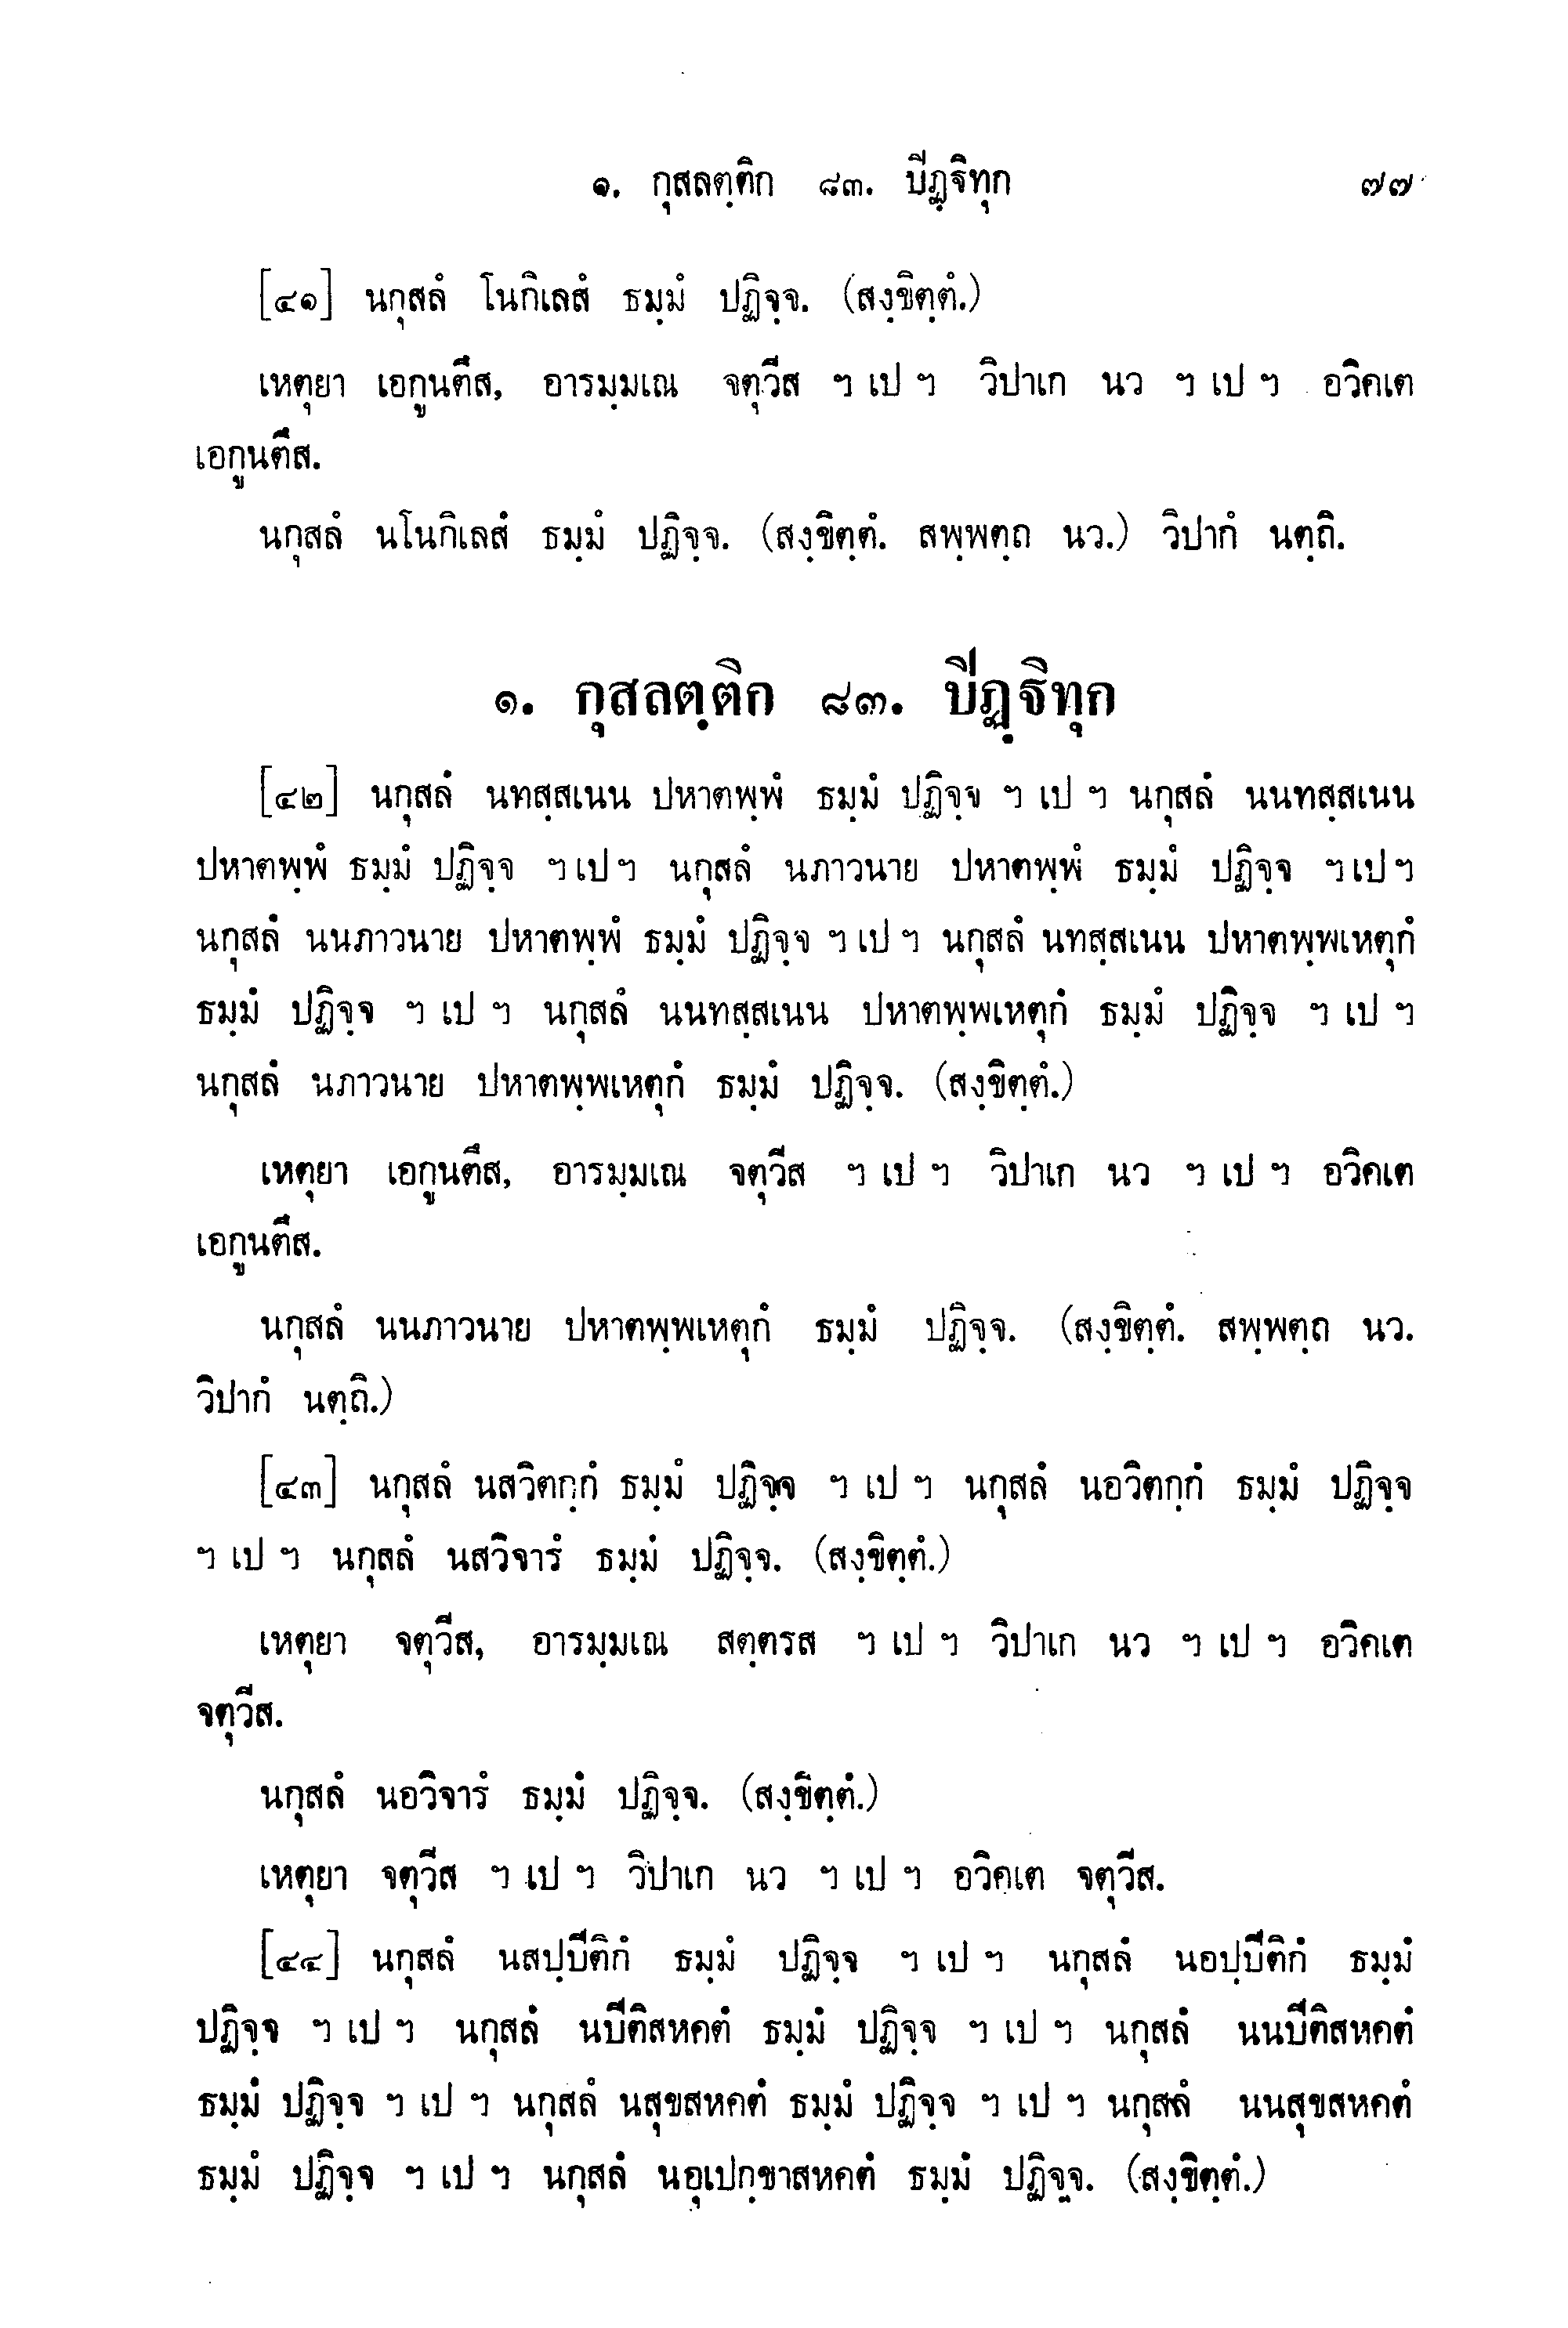 ๑. กุสลตฺติก ๘๓. ปีฏฺฐิทุก ๗๗
[๔๑] นกุสลํ โนกิเลสํ ธมฺมํ ปฏิจฺจ. (สงฺขิตฺตํ.)
เหตุยา เอกูนตึส, อารมฺมเณ จตุวีส ฯ เป ฯ วิปาเก นว ฯ เป ฯ อวิคเต
เอกูนตึส.
นกุสลํ นโนกิเลสํ ธมฺมํ ปฏิจฺจ. (สงฺขิตฺตํ. สพฺพตฺถ นว.) วิปากํ นตฺถิ.
๑. กุสลตฺติก ๘๓. ปีฏฺฐิทุก
[๔๒] นกุสลํ นทสฺสเนน ปหาตพฺพํ ธมฺมํ ปฏิจฺจ ฯ เป ฯ นกุสลํ นนทสฺสเนน
ปหาตพฺพํ ธมฺมํ ปฏิจฺจ ฯ เป ฯ นกุสลํ นภาวนาย ปหาตพฺพํ ธมฺมํ ปฏิจฺจ ฯ เป ฯ
นกุสลํ นนภาวนาย ปหาตพฺพํ ธมฺมํ ปฏิจฺจ ฯ เป ฯ นกุสลํ นทสฺสเนน ปหาตพฺพเหตุกํ
ธมฺมํ ปฏิจฺจ ฯ เป ฯ นกุสลํ นนทสฺสเนน ปหาตพฺพเหตุกํ ธมฺมํ ปฏิจฺจ ฯ เป ฯ
นกุสลํ นภาวนาย ปหาตพฺพเหตุกํ ธมฺมํ ปฏิจฺจ. (สงฺขิตฺตํ.)
เหตุยา เอกูนตึส, อารมฺมเณ จตุวีส ฯ เป ฯ วิปาเก นว ฯ เป ฯ อวิคเต
เอกูนตึส.
นกุสลํ นนภาวนาย ปหาตพฺพเหตุกํ ธมฺมํ ปฏิจฺจ. (สงฺขิตฺตํ. สพฺพตฺถ นว.
วิปากํ นตฺถิ.)
[๔๓] นกุสลํ นสวิตกฺกํ ธมฺมํ ปฏิจฺจ ฯ เป ฯ นกุสลํ นอวิตกฺกํ ธมฺมํ ปฏิจฺจ
ฯ เป ฯ นกุสลํ นสวิจารํ ธมฺมํ ปฏิจฺจ. (สงฺขิตฺตํ.)
เหตุยา จตุวีส, อารมฺมเณ สตฺตรส ฯ เป ฯ วิปาเก นว ฯ เป ฯ อวิคเต
จตุวีส.
นกุสลํ นอวิจารํ ธมฺมํ ปฏิจฺจ. (สงฺขิตฺตํ.)
เหตุยา จตุวีส ฯ เป ฯ วิปาเก นว ฯ เป ฯ อวิคเต จตุวีส.
[๔๔] นกุสลํ นสปฺปีติกํ ธมฺมํ ปฏิจฺจ ฯ เป ฯ นกุสลํ นอปฺปีติกํ ธมฺมํ
ปฏิจฺจ ฯ เป ฯ นกุสลํ นปีติสหคตํ ธมฺมํ ปฏิจฺจ ฯ เป ฯ นกุสลํ นนปีติสหคตํ
ธมฺมํ ปฏิจฺจ ฯ เป ฯ นกุสลํ นสุขสหคตํ ธมฺมํ ปฏิจฺจ ฯ เป ฯ นกุสลํ นนสุขสหคตํ
ธมฺมํ ปฏิจฺจ ฯ เป ฯ นกุสลํ นอุเปกฺขาสหคตํ ธมฺมํ ปฏิจฺจ. (สงฺขิตฺตํ.)